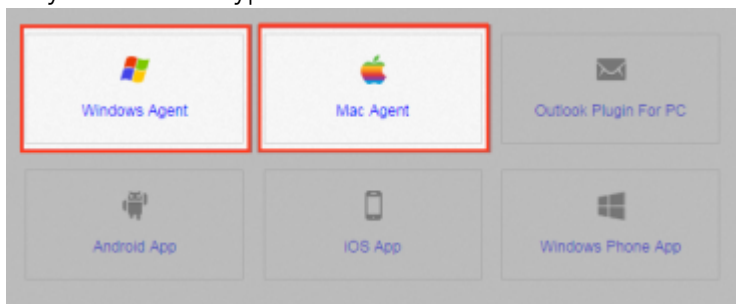 Windows Agent
Mac Agent
Outlook Plugin For PC
Android App
iOS App
Windows Phone App